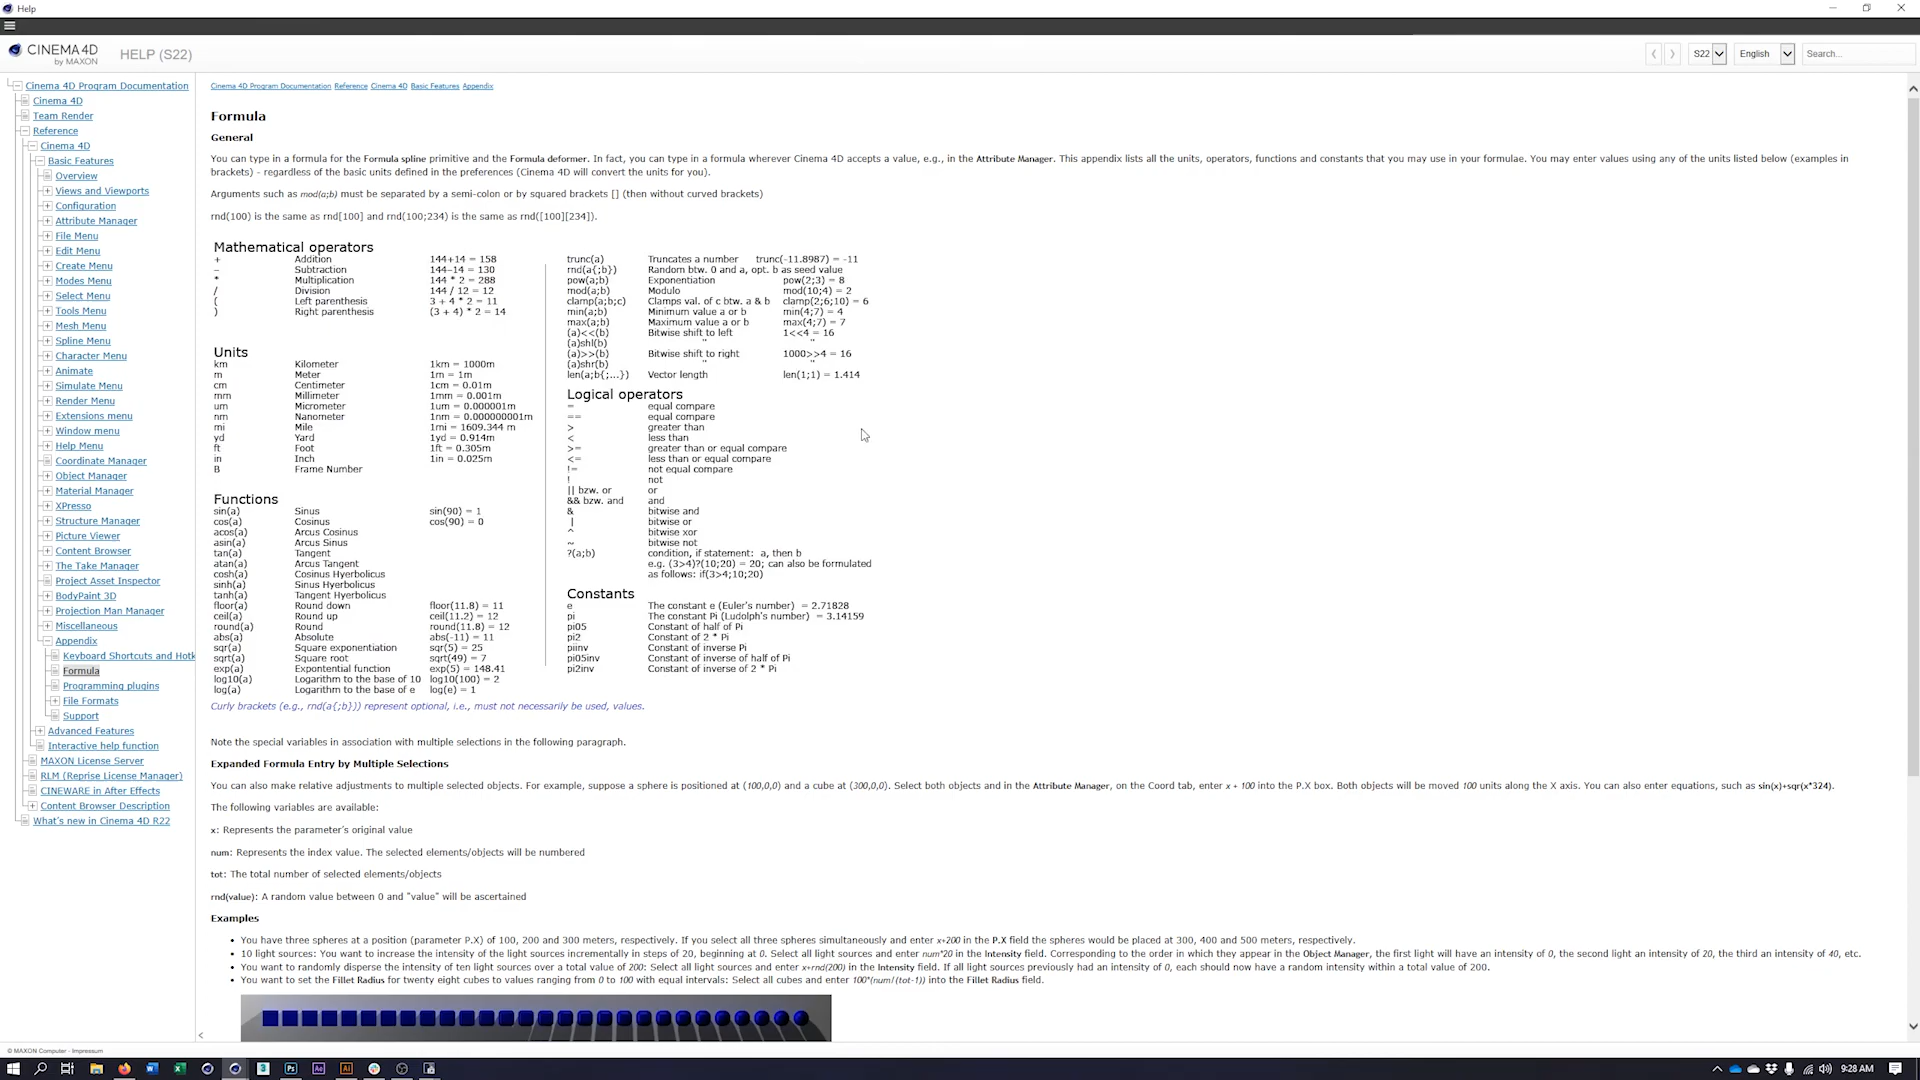 Help
CINEMA 4D
by MAXON
HELP (S22)
S22
English
Search...
Cinema 4D Program Documentation
Cinema 4D
Team Render
Reference
Cinema 4D
Basic Features
Overview
Views and Viewports
Configuration
Attribute Manager
File Menu
Edit Menu
Create Menu
Modes Menu
Select Menu
Tools Menu
Mesh Menu
Spline Menu
Character Menu
Animate
Simulate Menu
Render Menu
Extensions menu
Window menu
Help Menu
Coordinate Manager
Object Manager
Material Manager
XPresso
Structure Manager
Picture Viewer
Content Browser
The Take Manager
Project Asset Inspector
BodyPaint 3D
Projection Man Manager
Miscellaneous
Appendix
Keyboard Shortcuts and Hotk
Formula
Programming plugins
File Formats
Support
Advanced Features
Interactive help function
MAXON License Server
RLM (Reprise License Manager)
CINEWARE in After Effects
Content Browser Description
What's new in Cinema 4D R22
Cinema 4D Program Documentation Reference Cinema 4D Basic Features Appendix
Formula
General
You can type in a formula for the Formula spline primitive and the Formula deformer. In fact, you can type in a formula wherever Cinema 4D accepts a value, e.g., in the Attribute Manager. This appendix lists all the units, operators, functions and constants that you may use in your formulae. You may enter values using any of the units listed below (examples in
brackets) - regardless of the basic units defined in the preferences (Cinema 4D will convert the units for you).
Arguments such as mod(a;b) must be separated by a semi-colon or by squared brackets [] (then without curved brackets)
rnd(100) is the same as rnd[100] and rnd(100;234) is the same as rnd([100][234]).
Mathematical operators
+ Addition 144+14 = 158
− Subtraction 144−14 = 130
* Multiplication 144 * 2 = 288
/ Division 144 / 12 = 12
( Left parenthesis 3 + 4 * 2 = 11
) Right parenthesis (3 + 4) * 2 = 14
Units
km Kilometer 1km = 1000m
m Meter 1m = 1m
cm Centimeter 1cm = 0.01m
mm Millimeter 1mm = 0.001m
um Micrometer 1um = 0.000001m
nm Nanometer 1nm = 0.000000001m
mi Mile 1mi = 1609.344 m
yd Yard 1yd = 0.914m
ft Foot 1ft = 0.305m
in Inch 1in = 0.025m
B Frame Number
Functions
sin(a) Sinus sin(90) = 1
cos(a) Cosinus cos(90) = 0
acos(a) Arcus Cosinus
asin(a) Arcus Sinus
tan(a) Tangent
atan(a) Arcus Tangent
cosh(a) Cosinus Hyerbolicus
sinh(a) Sinus Hyerbolicus
tanh(a) Tangent Hyerbolicus
floor(a) Round down floor(11.8) = 11
ceil(a) Round up ceil(11.2) = 12
round(a) Round round(11.8) = 12
abs(a) Absolute abs(-11) = 11
sqr(a) Square exponentiation sqr(5) = 25
sqrt(a) Square root sqrt(49) = 7
exp(a) Expontential function exp(5) = 148.41
log10(a) Logarithm to the base of 10 log10(100) = 2
log(a) Logarithm to the base of e log(e) = 1
trunc(a) Truncates a number trunc(-11.8987) = -11
rnd(a{;b}) Random btw. 0 and a, opt. b as seed value
pow(a;b) Exponentiation pow(2;3) = 8
mod(a;b) Modulo mod(10;4) = 2
clamp(a;b;c) Clamps val. of c btw. a & b clamp(2;6;10) = 6
min(a;b) Minimum value a or b min(4;7) = 4
max(a;b) Maximum value a or b max(4;7) = 7
(a)<<(b) Bitwise shift to left 1<<4 = 16
(a)shl(b) " "
(a)>>(b) Bitwise shift to right 1000>>4 = 16
(a)shr(b) " "
len(a;b{;...}) Vector length len(1;1) = 1.414
Logical operators
= equal compare
== equal compare
> greater than
< less than
>= greater than or equal compare
<= less than or equal compare
!= not equal compare
! not
|| bzw. or or
&& bzw. and and
& bitwise and
| bitwise or
^ bitwise xor
~ bitwise not
?(a;b) condition, if statement: a, then b
e.g. (3>4)?(10;20) = 20; can also be formulated
as follows: if(3>4;10;20)
Constants
e The constant e (Euler's number) = 2.71828
pi The constant Pi (Ludolph's number) = 3.14159
pi05 Constant of half of Pi
pi2 Constant of 2 * Pi
piinv Constant of inverse Pi
pi05inv Constant of inverse of half of Pi
pi2inv Constant of inverse of 2 * Pi
Curly brackets (e.g., rnd(a{;b})) represent optional, i.e., must not necessarily be used, values.
Note the special variables in association with multiple selections in the following paragraph.
Expanded Formula Entry by Multiple Selections
You can also make relative adjustments to multiple selected objects. For example, suppose a sphere is positioned at (100,0,0) and a cube at (300,0,0). Select both objects and in the Attribute Manager, on the Coord tab, enter x + 100 into the P.X box. Both objects will be moved 100 units along the X axis. You can also enter equations, such as sin(x)+sqr(x*324).
The following variables are available:
x: Represents the parameter's original value
num: Represents the index value. The selected elements/objects will be numbered
tot: The total number of selected elements/objects
rnd(value): A random value between 0 and "value" will be ascertained
Examples
• You have three spheres at a position (parameter P.X) of 100, 200 and 300 meters, respectively. If you select all three spheres simultaneously and enter x+200 in the P.X field the spheres would be placed at 300, 400 and 500 meters, respectively.
• 10 light sources: You want to increase the intensity of the light sources incrementally in steps of 20, beginning at 0. Select all light sources and enter num*20 in the Intensity field. Corresponding to the order in which they appear in the Object Manager, the first light will have an intensity of 0, the second light an intensity of 20, the third an intensity of 40, etc.
• You want to randomly disperse the intensity of ten light sources over a total value of 200: Select all light sources and enter x+rnd(200) in the Intensity field. If all light sources previously had an intensity of 0, each should now have a random intensity within a total value of 200.
• You want to set the Fillet Radius for twenty eight cubes to values ranging from 0 to 100 with equal intervals: Select all cubes and enter 100*(num/(tot-1)) into the Fillet Radius field.
© MAXON Computer - Impressum
9:28 AM